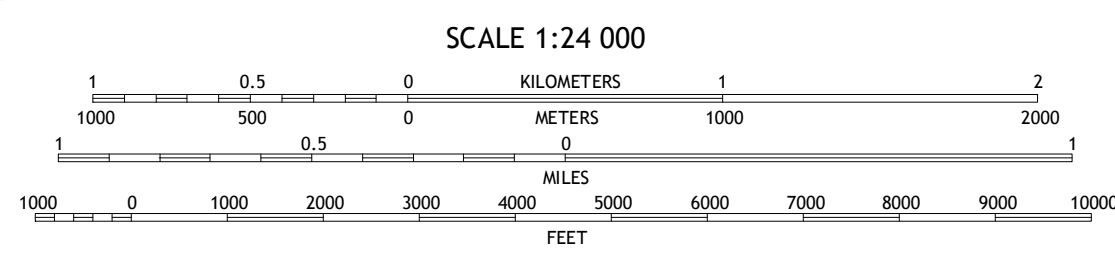 SCALE 1:24 000
1 0.5 0 KILOMETERS 1 2
1000 500 0 METERS 1000 2000
1 0.5 0 1
MILES
1000 0 1000 2000 3000 4000 5000 6000 7000 8000 9000 10000
FEET